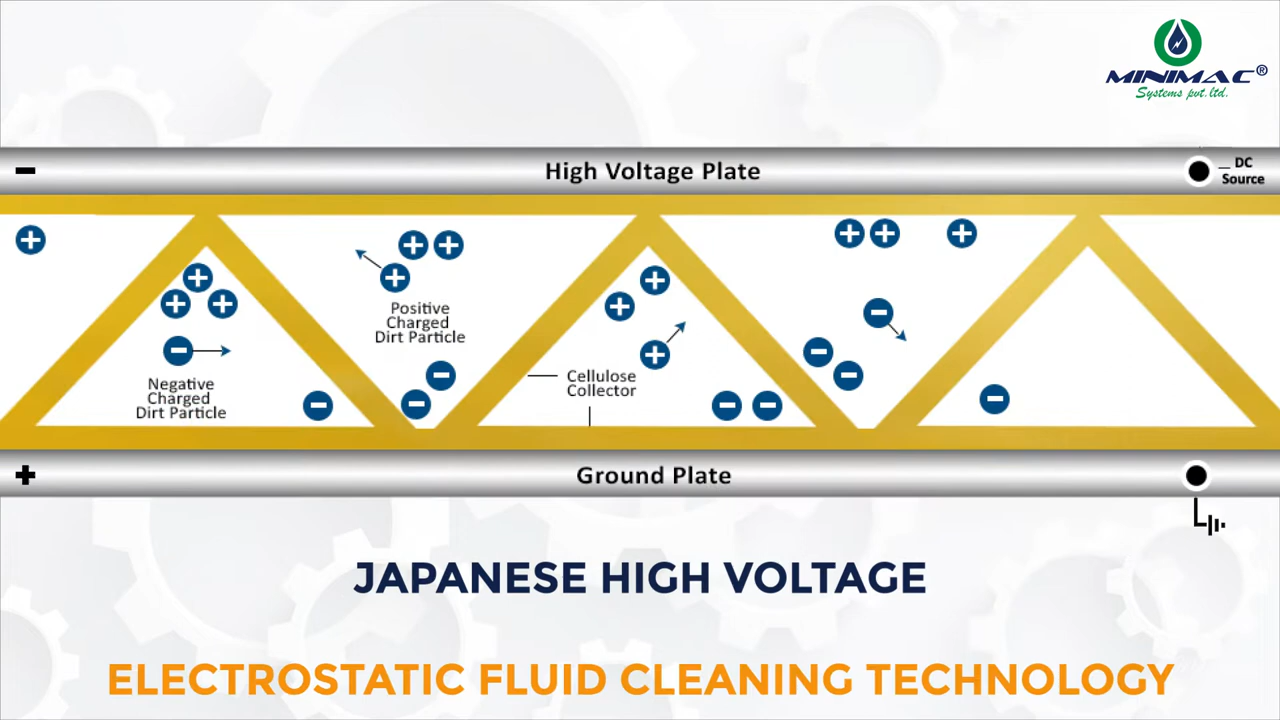 MINIMAC®
Systems pvt.ltd.
-
High Voltage Plate
DC
Source
Positive
Charged
Dirt Particle
Negative
Charged
Dirt Particle
Cellulose
Collector
+
Ground Plate
JAPANESE HIGH VOLTAGE
ELECTROSTATIC FLUID CLEANING TECHNOLOGY